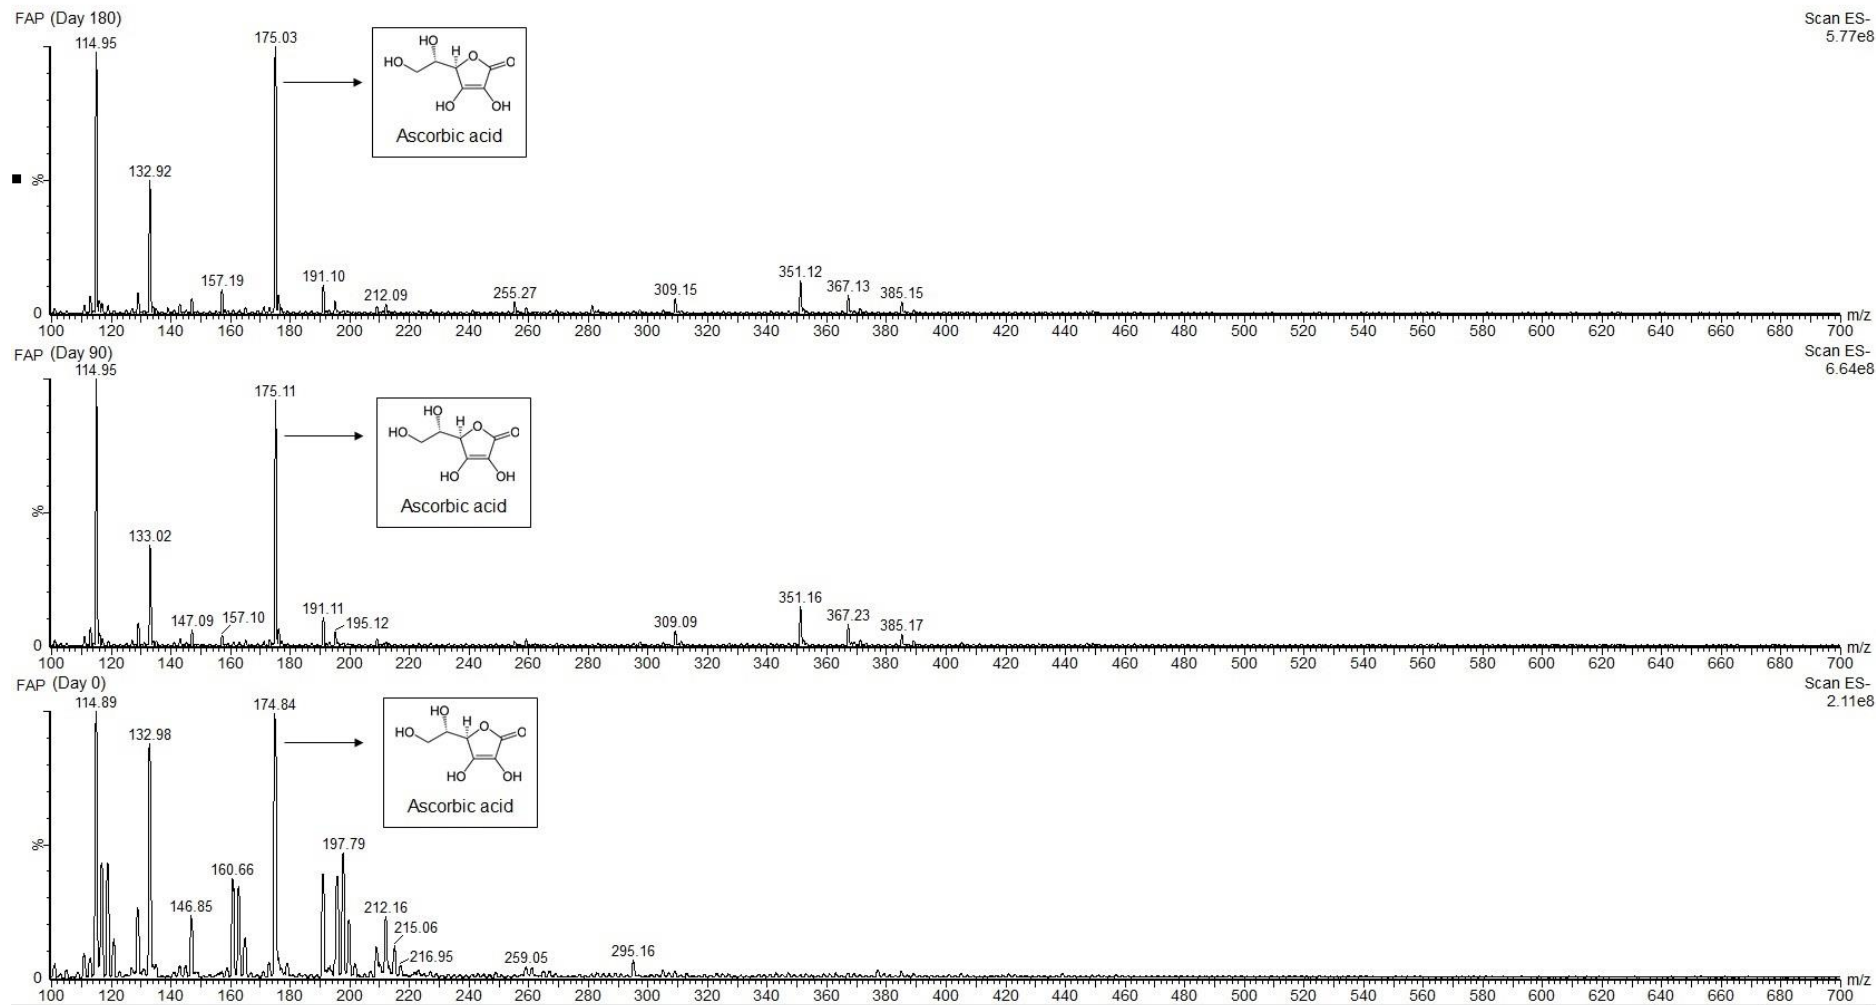 FAP (Day 180)
Scan ES-
5.77e8
114.95
175.03
132.92
157.19
191.10
212.09
255.27
309.15
351.12
367.13
385.15
HO
HO
H
O
O
HO
OH
Ascorbic acid
%
0
100 120 140 160 180 200 220 240 260 280 300 320 340 360 380 400 420 440 460 480 500 520 540 560 580 600 620 640 660 680 700
m/z
FAP (Day 90)
Scan ES-
6.64e8
114.95
175.11
133.02
147.09
157.10
191.11
195.12
309.09
351.16
367.23
385.17
HO
HO
H
O
O
HO
OH
Ascorbic acid
%
0
100 120 140 160 180 200 220 240 260 280 300 320 340 360 380 400 420 440 460 480 500 520 540 560 580 600 620 640 660 680 700
m/z
FAP (Day 0)
Scan ES-
2.11e8
114.89
174.84
132.98
197.79
160.66
146.85
212.16
215.06
216.95
259.05
295.16
HO
HO
H
O
O
HO
OH
Ascorbic acid
%
0
100 120 140 160 180 200 220 240 260 280 300 320 340 360 380 400 420 440 460 480 500 520 540 560 580 600 620 640 660 680 700
m/z